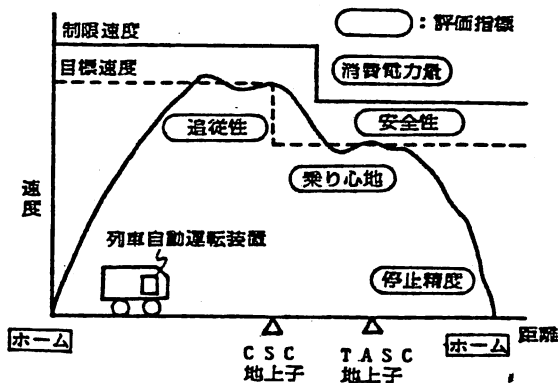 ：評価指標
制限速度
消費電力量
目標速度
安全性
追従性
乗り心地
速度
列車自動運転装置
停止精度
ホーム
ホーム
距離
CSC
地上子
TASC
地上子